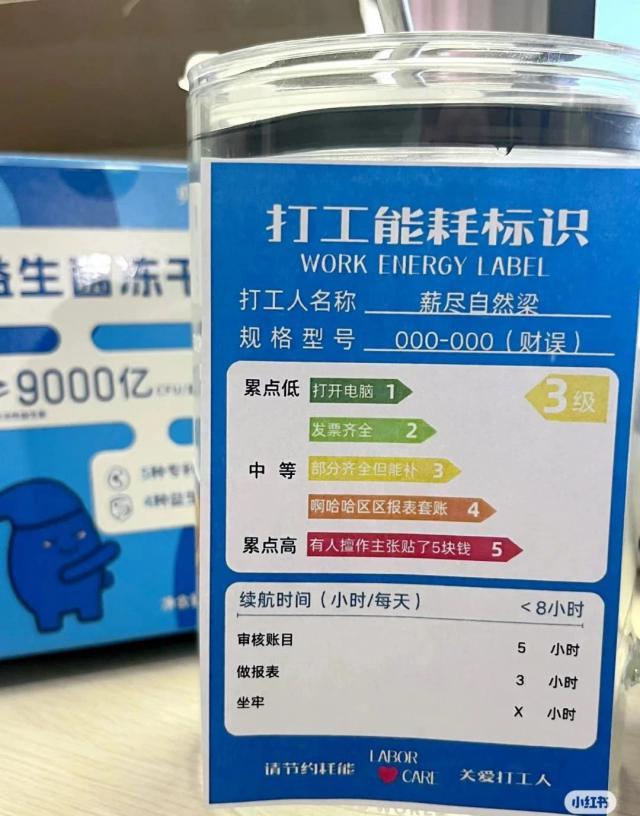 打工能耗标识
WORK ENERGY LABEL
打工人名称 薪尽自然梁
规格型号 000-000（财误）
累点低 打开电脑 1
3级
发票齐全 2
中等 部分齐全但能补 3
啊哈哈区区报表套账 4
累点高 有人擅作主张贴了5块钱 5
续航时间（小时/每天） <8小时
审核账目 5 小时
做报表 3 小时
坐牢 X 小时
请节约耗能 LABOR CARE 关爱打工人
益生菌冻干
9000亿 CFU
5种专利
4种益生
小红书